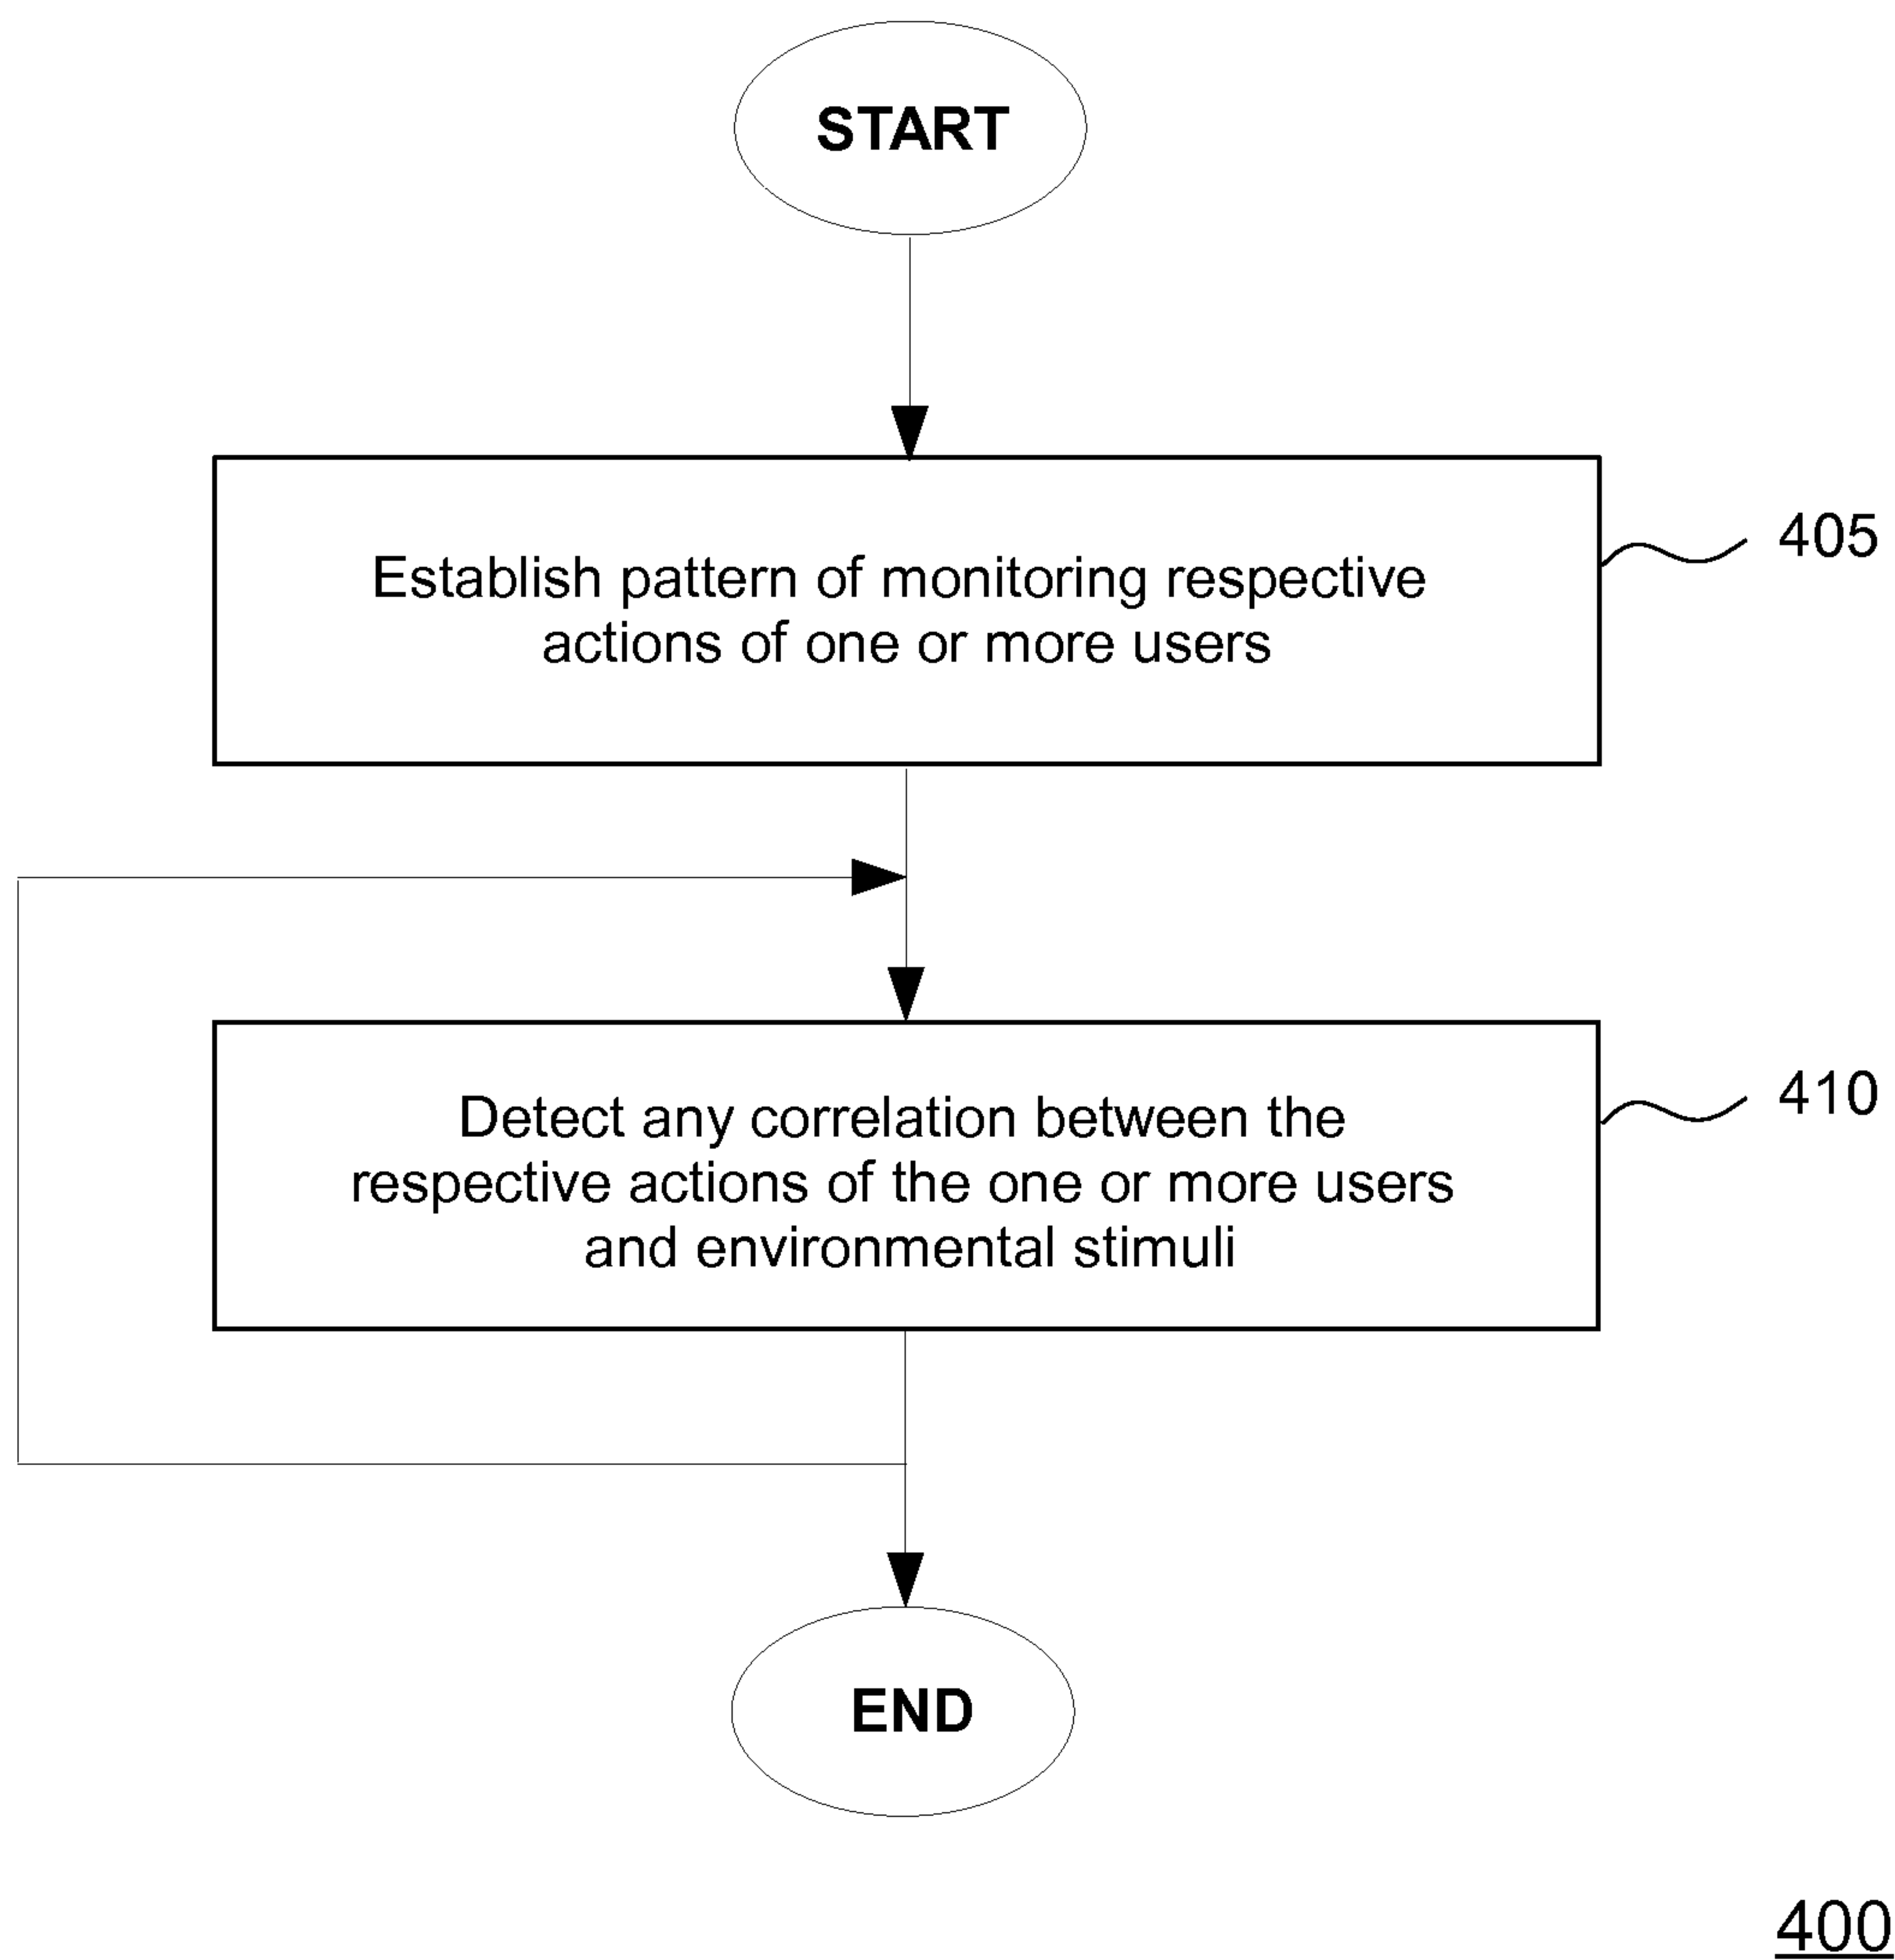 START
Establish pattern of monitoring respective
actions of one or more users
405
Detect any correlation between the
respective actions of the one or more users
and environmental stimuli
410
END
400